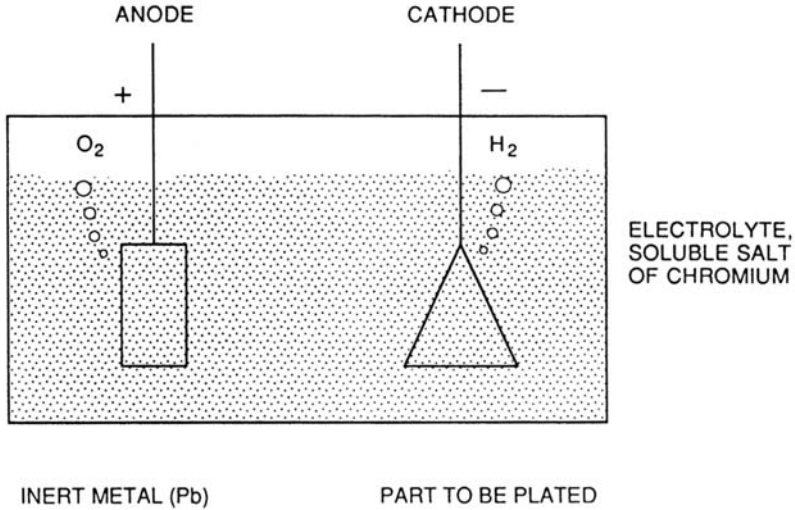 ANODE
CATHODE
+
—
O₂
H₂
ELECTROLYTE,
SOLUBLE SALT
OF CHROMIUM
INERT METAL (Pb)
PART TO BE PLATED